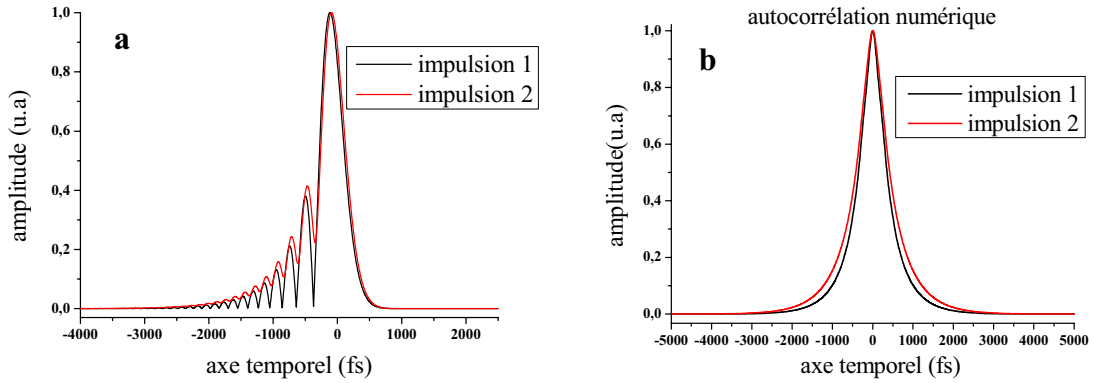 a
impulsion 1
impulsion 2
amplitude (u.a)
1,0
0,8
0,6
0,4
0,2
0,0
-4000 -3000 -2000 -1000 0 1000 2000
axe temporel (fs)
autocorrélation numérique
b
impulsion 1
impulsion 2
amplitude(u.a)
1,0
0,8
0,6
0,4
0,2
0,0
-5000 -4000 -3000 -2000 -1000 0 1000 2000 3000 4000 5000
axe temporel (fs)